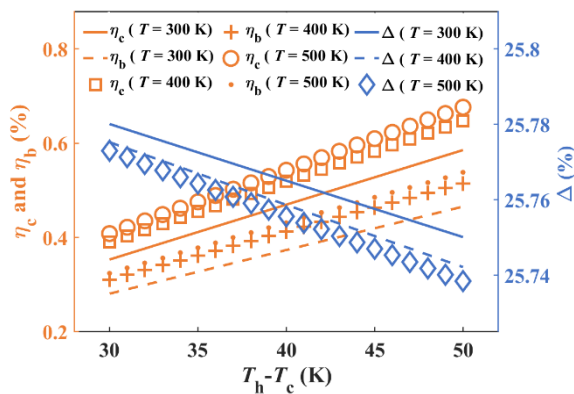 0.8
0.6
0.4
0.2
η_c and η_b (%)
η_c ( T = 300 K) η_b ( T = 400 K) Δ ( T = 300 K)
η_b ( T = 300 K) η_c ( T = 500 K) Δ ( T = 400 K)
η_c ( T = 400 K) η_b ( T = 500 K) Δ ( T = 500 K)
25.8
25.78
25.76
25.74
Δ (%)
30 35 40 45 50
T_h-T_c (K)